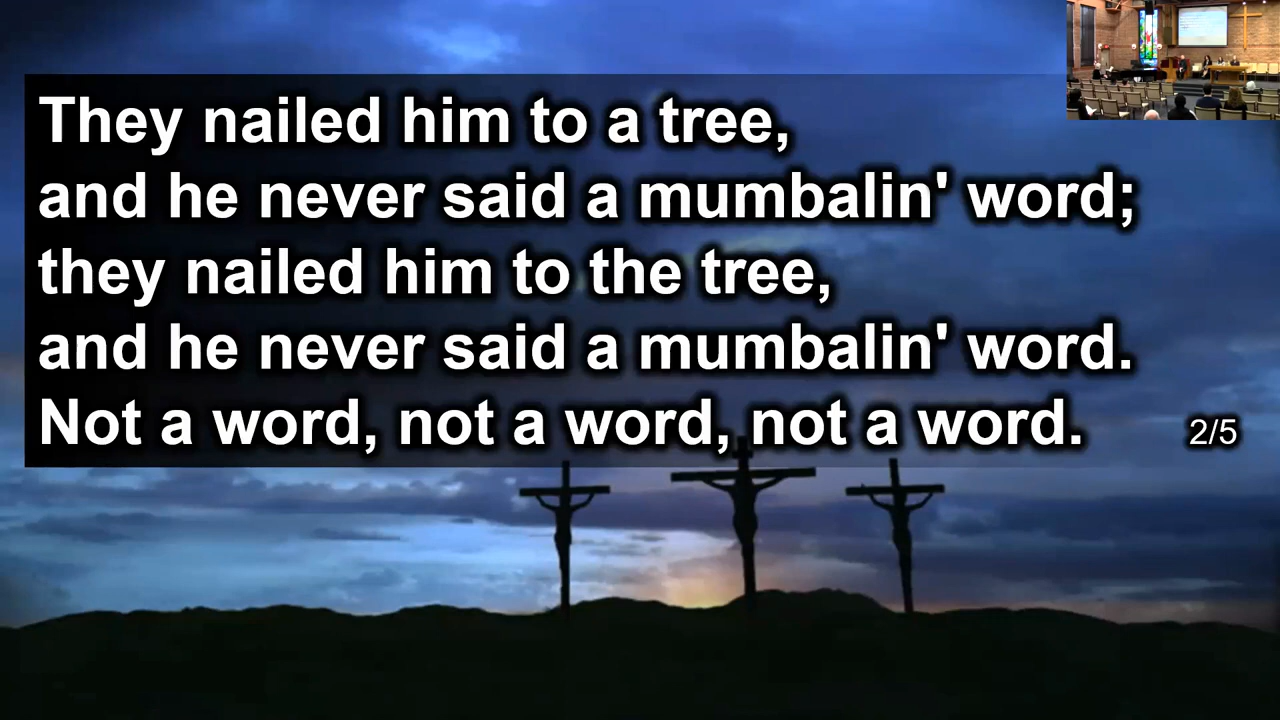 They nailed him to a tree,
and he never said a mumbalin' word;
they nailed him to the tree,
and he never said a mumbalin' word.
Not a word, not a word, not a word.
2/5